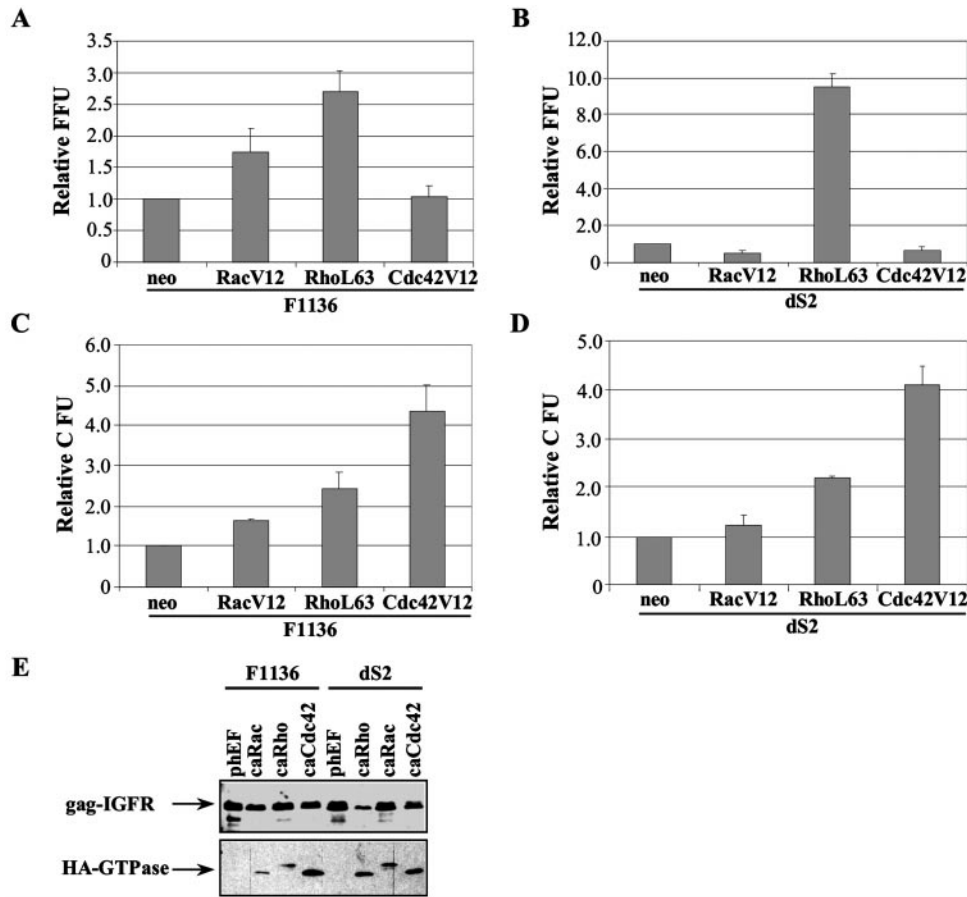 A
Relative FFU
3.5
3.0
2.5
2.0
1.5
1.0
0.5
0
neo RacV12 RhoL63 Cdc42V12
F1136
B
Relative FFU
12.0
10.0
8.0
6.0
4.0
2.0
0
neo RacV12 RhoL63 Cdc42V12
dS2
C
Relative C FU
6.0
5.0
4.0
3.0
2.0
1.0
0
neo RacV12 RhoL63 Cdc42V12
F1136
D
Relative C FU
5.0
4.0
3.0
2.0
1.0
0
neo RacV12 RhoL63 Cdc42V12
dS2
E
F1136 dS2
phEF caRac caRho caCdc42 phEF caRho caRac caCdc42
gag-IGFR
HA-GTPase